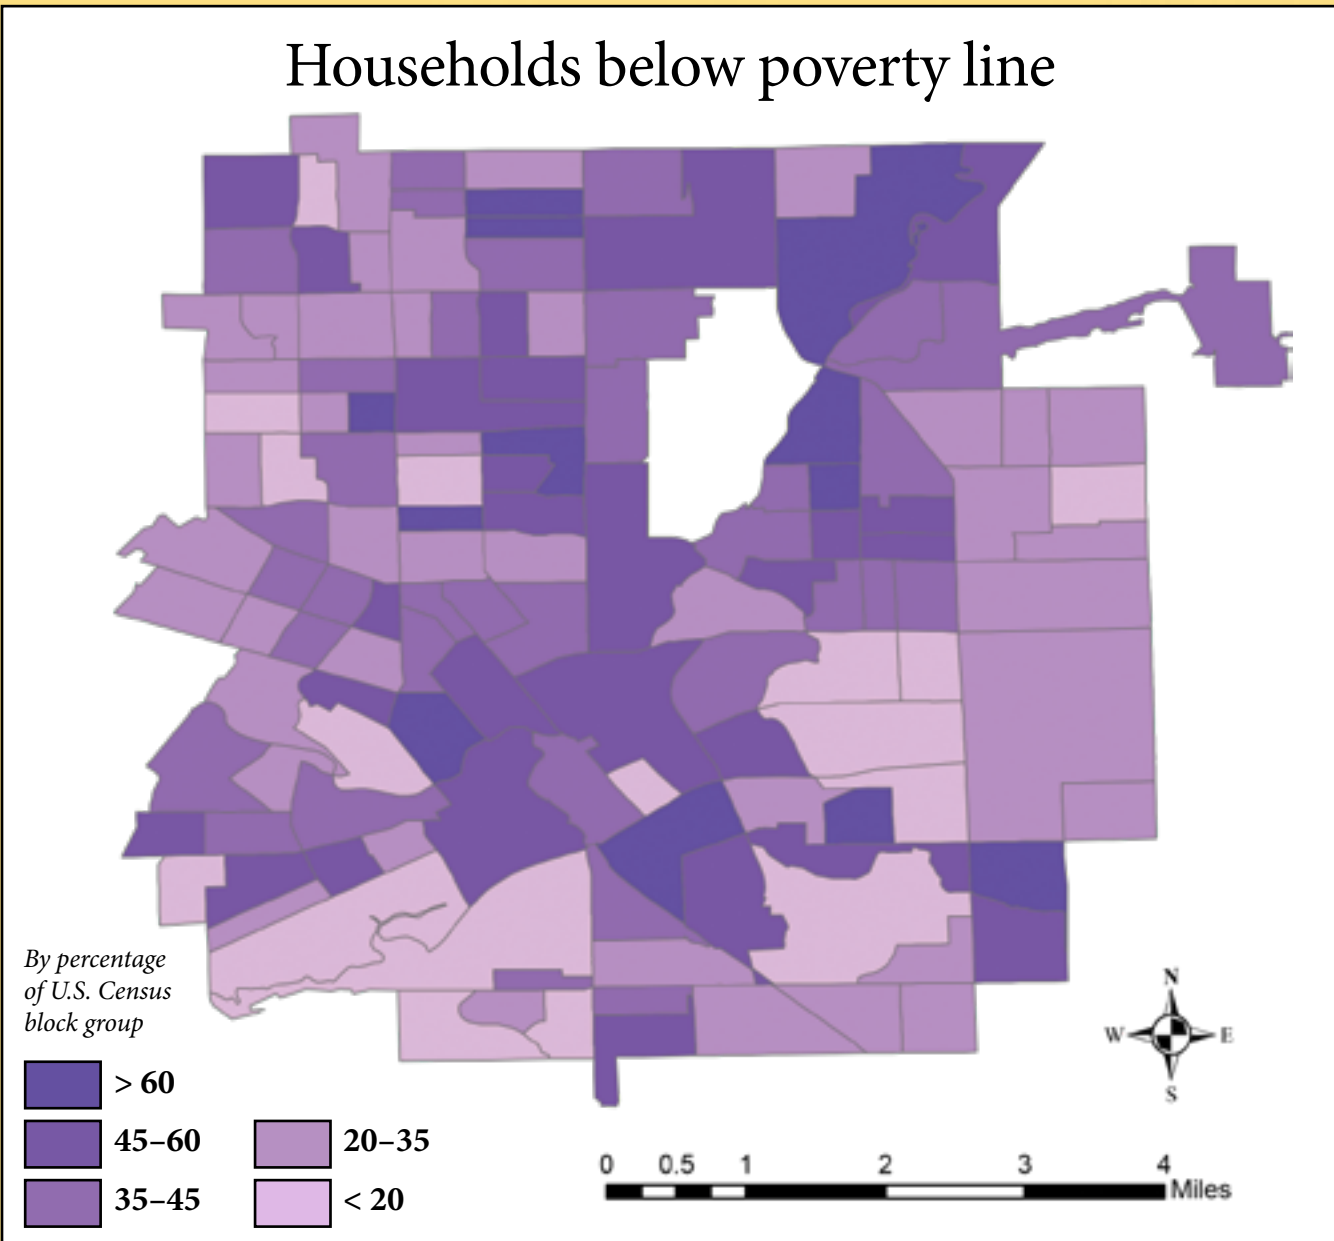 Households below poverty line
By percentage
of U.S. Census
block group
> 60
45–60
20–35
35–45
< 20
N
W E
S
0 0.5 1 2 3 4
Miles